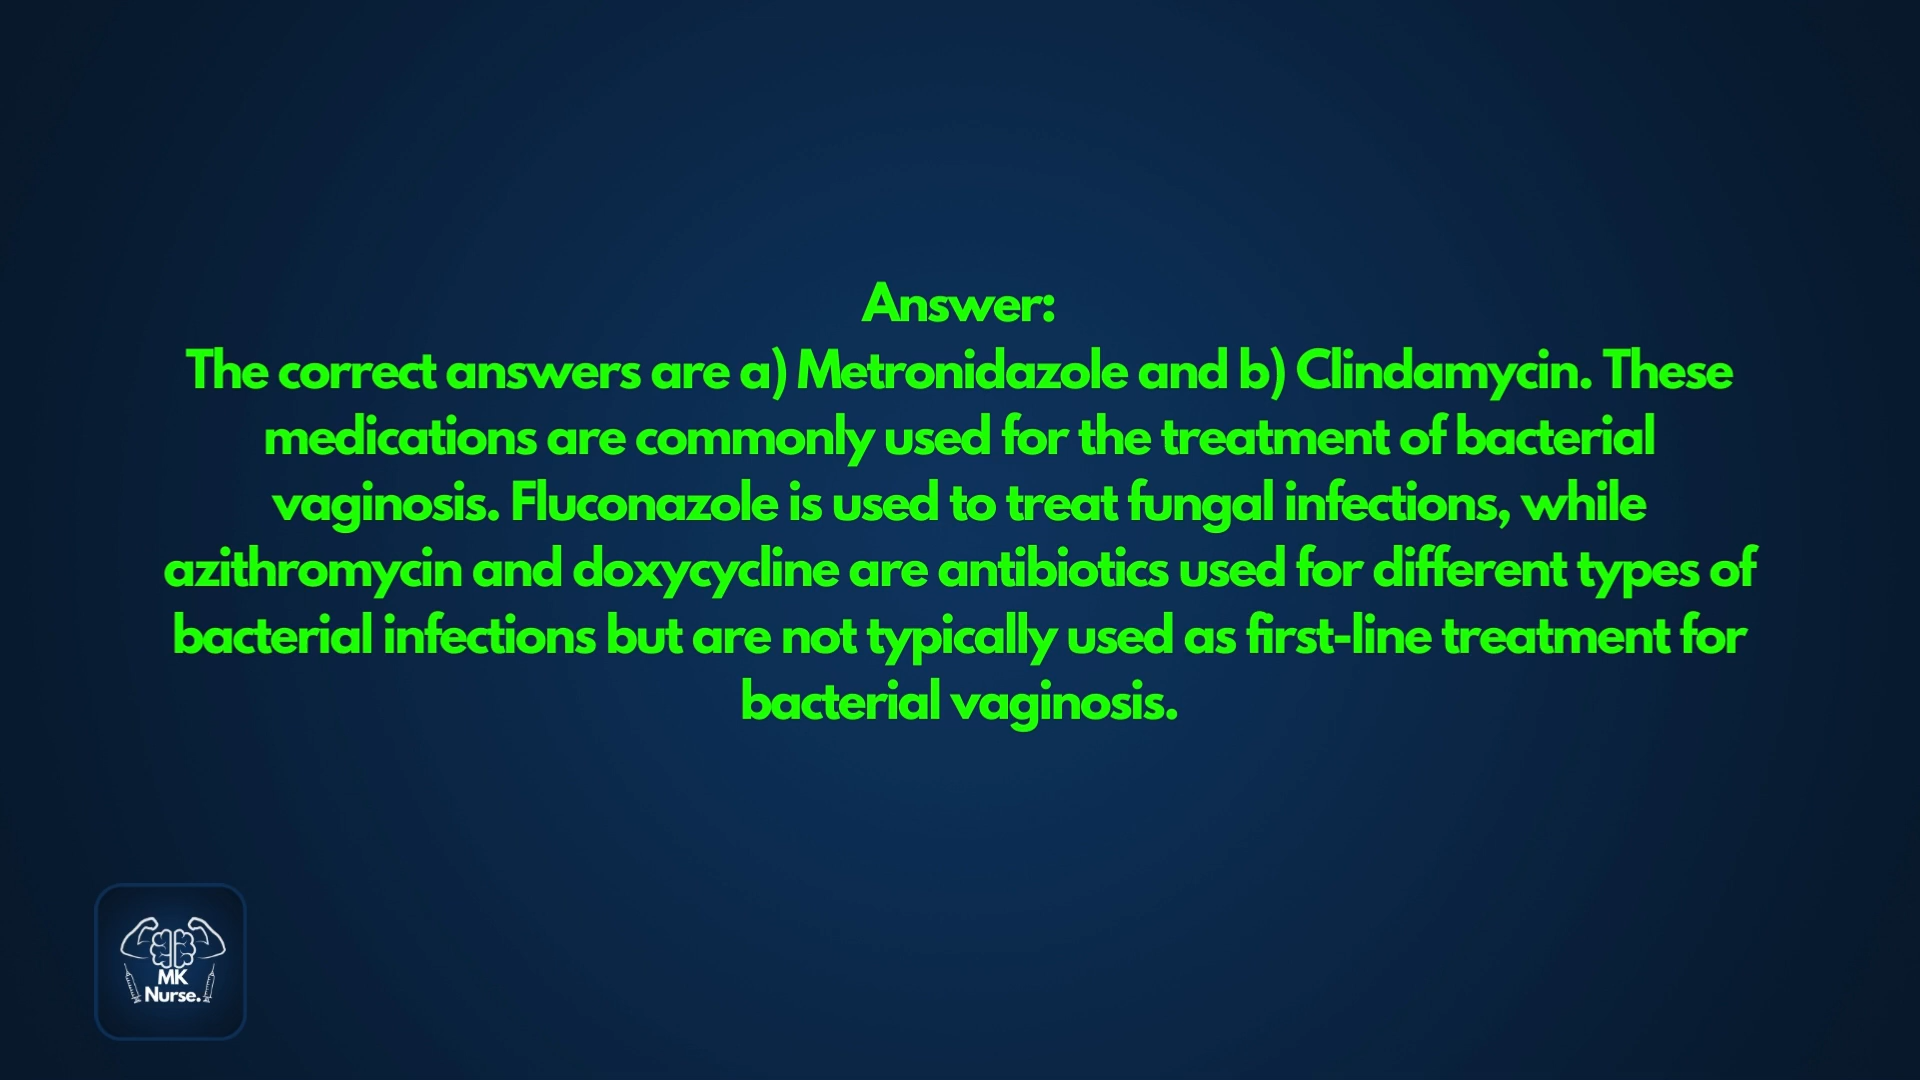 Answer:
The correct answers are a) Metronidazole and b) Clindamycin. These
medications are commonly used for the treatment of bacterial
vaginosis. Fluconazole is used to treat fungal infections, while
azithromycin and doxycycline are antibiotics used for different types of
bacterial infections but are not typically used as first-line treatment for
bacterial vaginosis.
MK
Nurse.